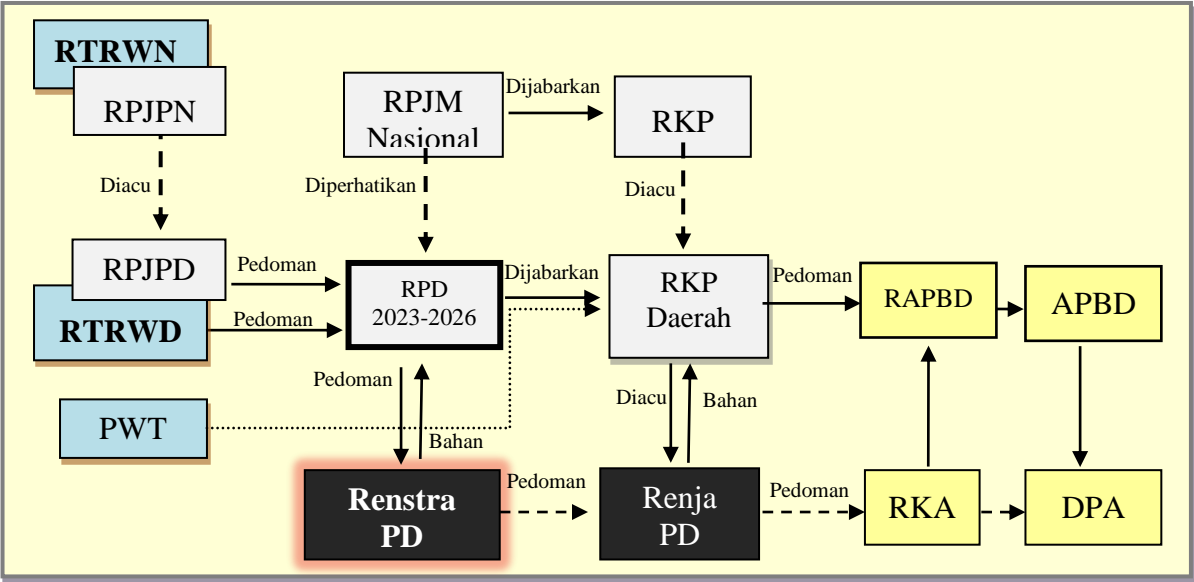 RTRWN
RPJPN
RPJM
Nasional
Dijabarkan
RKP
Diacu
Diperhatikan
Diacu
RPJPD
Pedoman
RPD
2023-2026
Dijabarkan
RKP
Daerah
Pedoman
RAPBD
APBD
RTRWD
Pedoman
Pedoman
Diacu
Bahan
PWT
Bahan
Renstra
PD
Pedoman
Renja
PD
Pedoman
RKA
DPA